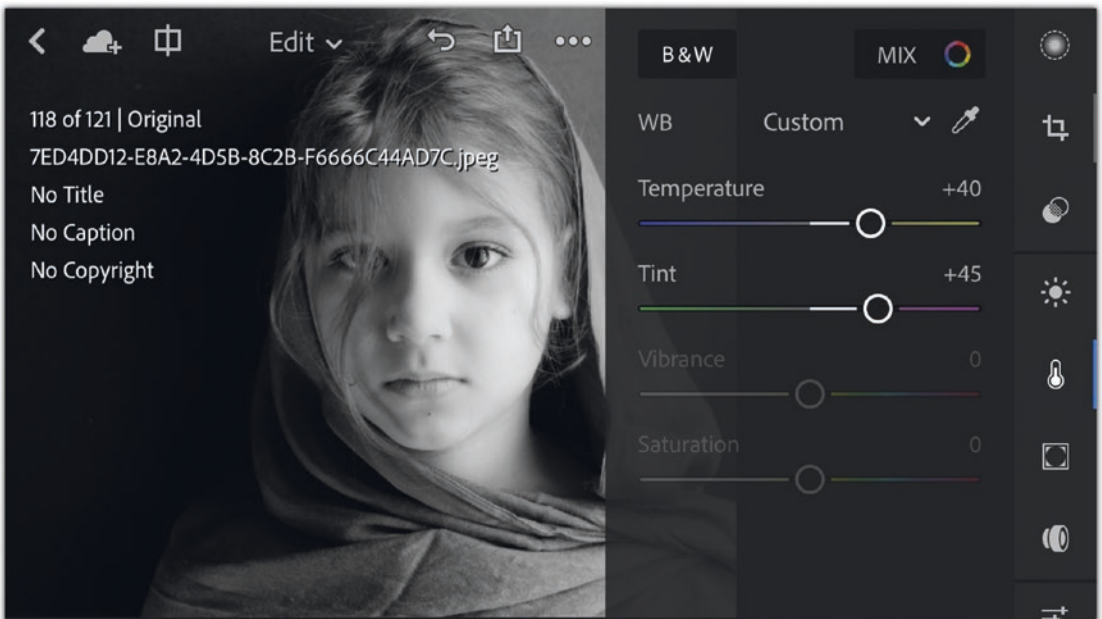 Edit
118 of 121 | Original
7ED4DD12-E8A2-4D5B-8C2B-F6666C44AD7C.jpeg
No Title
No Caption
No Copyright
B&W
MIX
WB Custom
Temperature +40
Tint +45
Vibrance 0
Saturation 0